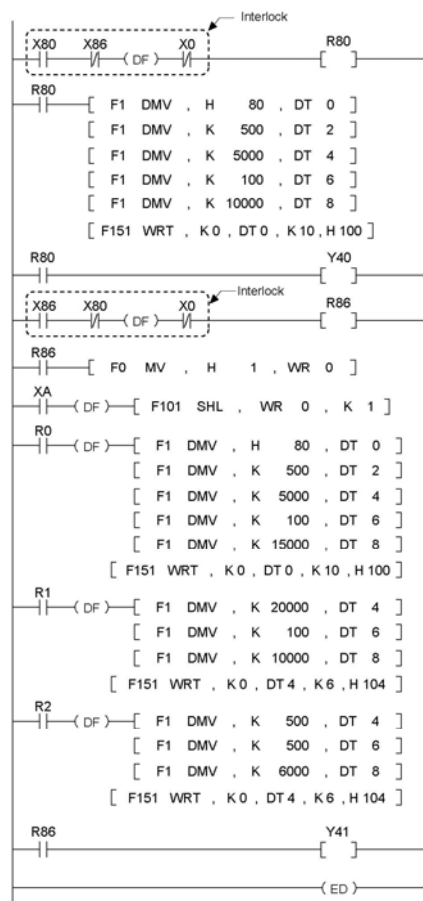 Interlock
X80 X86 ( DF ) X0 [ R80 ]
R80 [ F1 DMV , H 80 , DT 0 ]
[ F1 DMV , K 500 , DT 2 ]
[ F1 DMV , K 5000 , DT 4 ]
[ F1 DMV , K 100 , DT 6 ]
[ F1 DMV , K 10000 , DT 8 ]
[ F151 WRT , K 0 , DT 0 , K 10 , H 100 ]
R80 [ Y40 ]
Interlock
X86 X80 ( DF ) X0 [ R86 ]
R86 [ F0 MV , H 1 , WR 0 ]
XA ( DF ) [ F101 SHL , WR 0 , K 1 ]
R0 ( DF ) [ F1 DMV , H 80 , DT 0 ]
[ F1 DMV , K 500 , DT 2 ]
[ F1 DMV , K 5000 , DT 4 ]
[ F1 DMV , K 100 , DT 6 ]
[ F1 DMV , K 15000 , DT 8 ]
[ F151 WRT , K 0 , DT 0 , K 10 , H 100 ]
R1 ( DF ) [ F1 DMV , K 20000 , DT 4 ]
[ F1 DMV , K 100 , DT 6 ]
[ F1 DMV , K 10000 , DT 8 ]
[ F151 WRT , K 0 , DT 4 , K 6 , H 104 ]
R2 ( DF ) [ F1 DMV , K 500 , DT 4 ]
[ F1 DMV , K 500 , DT 6 ]
[ F1 DMV , K 6000 , DT 8 ]
[ F151 WRT , K 0 , DT 4 , K 6 , H 104 ]
R86 [ Y41 ]
( ED )